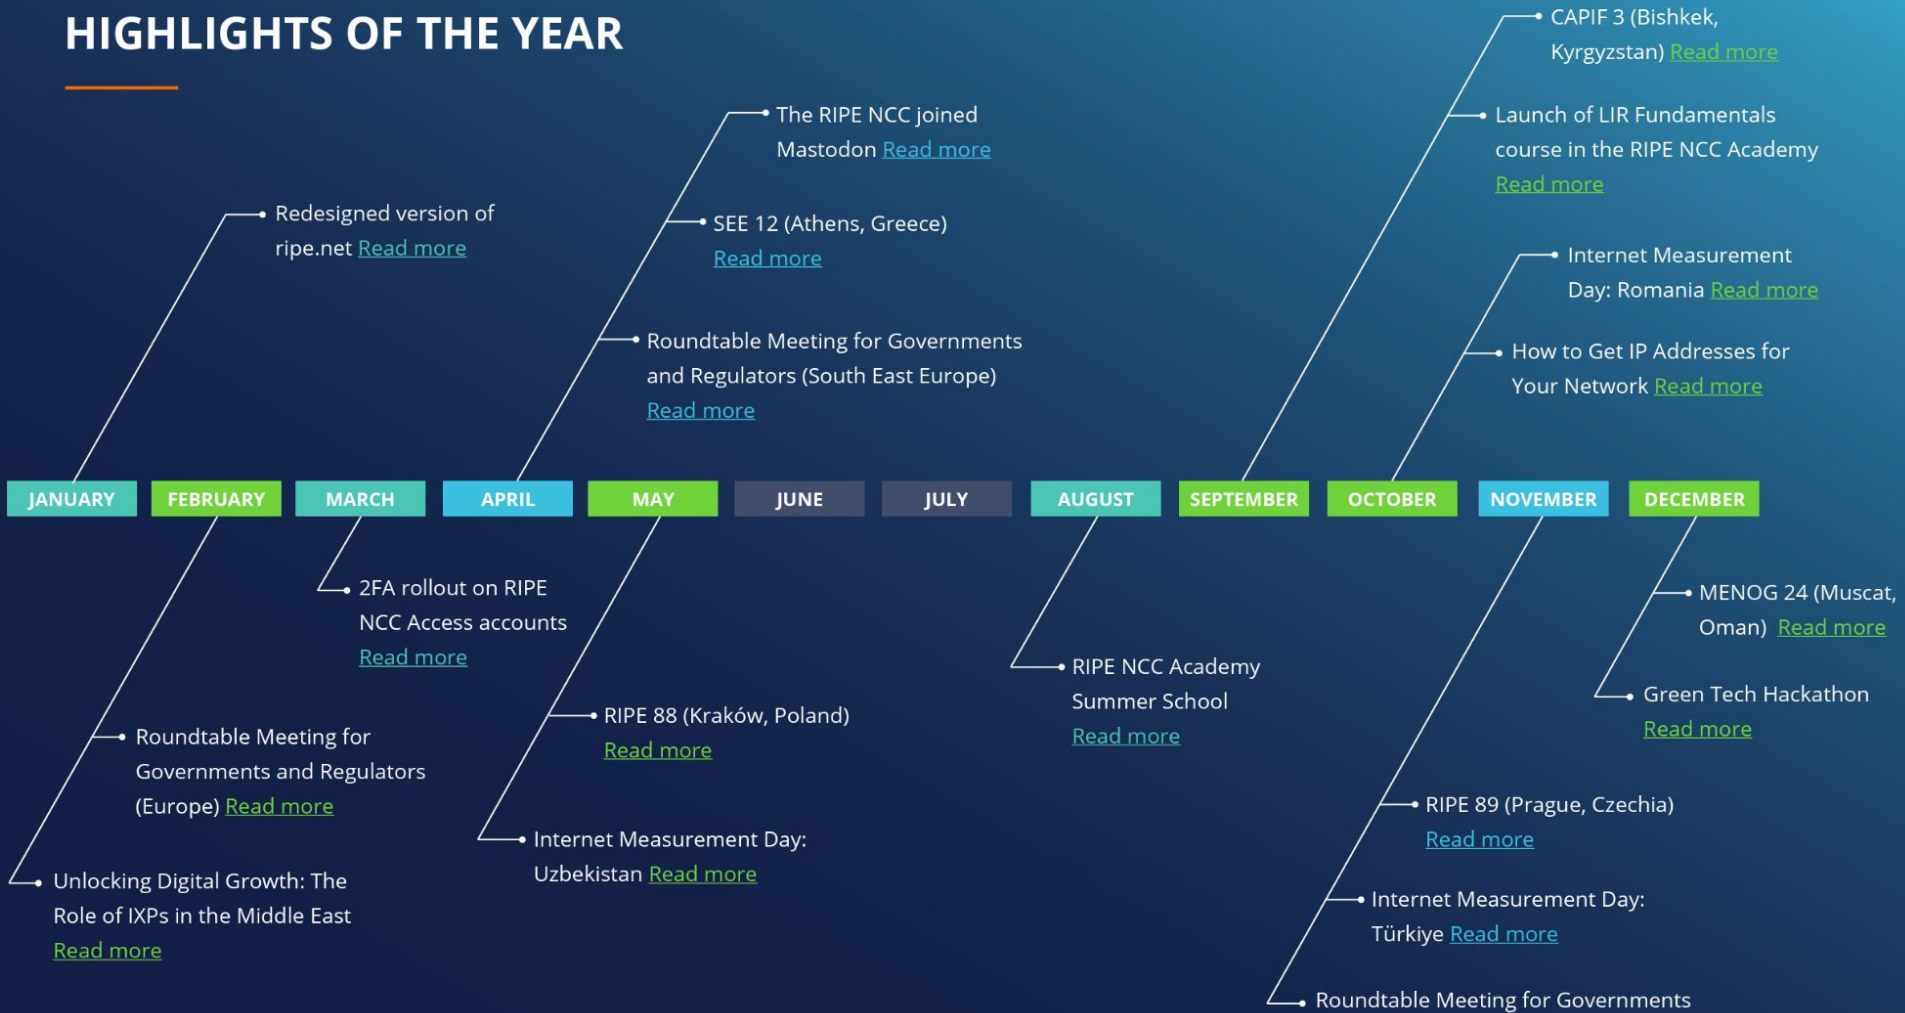 HIGHLIGHTS OF THE YEAR
Redesigned version of
ripe.net Read more
The RIPE NCC joined
Mastodon Read more
SEE 12 (Athens, Greece)
Read more
Roundtable Meeting for Governments
and Regulators (South East Europe)
Read more
CAPIF 3 (Bishkek,
Kyrgyzstan) Read more
Launch of LIR Fundamentals
course in the RIPE NCC Academy
Read more
Internet Measurement
Day: Romania Read more
How to Get IP Addresses for
Your Network Read more
JANUARY FEBRUARY MARCH APRIL MAY JUNE JULY AUGUST SEPTEMBER OCTOBER NOVEMBER DECEMBER
Roundtable Meeting for
Governments and Regulators
(Europe) Read more
Unlocking Digital Growth: The
Role of IXPs in the Middle East
Read more
2FA rollout on RIPE
NCC Access accounts
Read more
RIPE 88 (Kraków, Poland)
Read more
Internet Measurement Day:
Uzbekistan Read more
RIPE NCC Academy
Summer School
Read more
RIPE 89 (Prague, Czechia)
Read more
Internet Measurement Day:
Türkiye Read more
Roundtable Meeting for Governments
MENOG 24 (Muscat,
Oman) Read more
Green Tech Hackathon
Read more